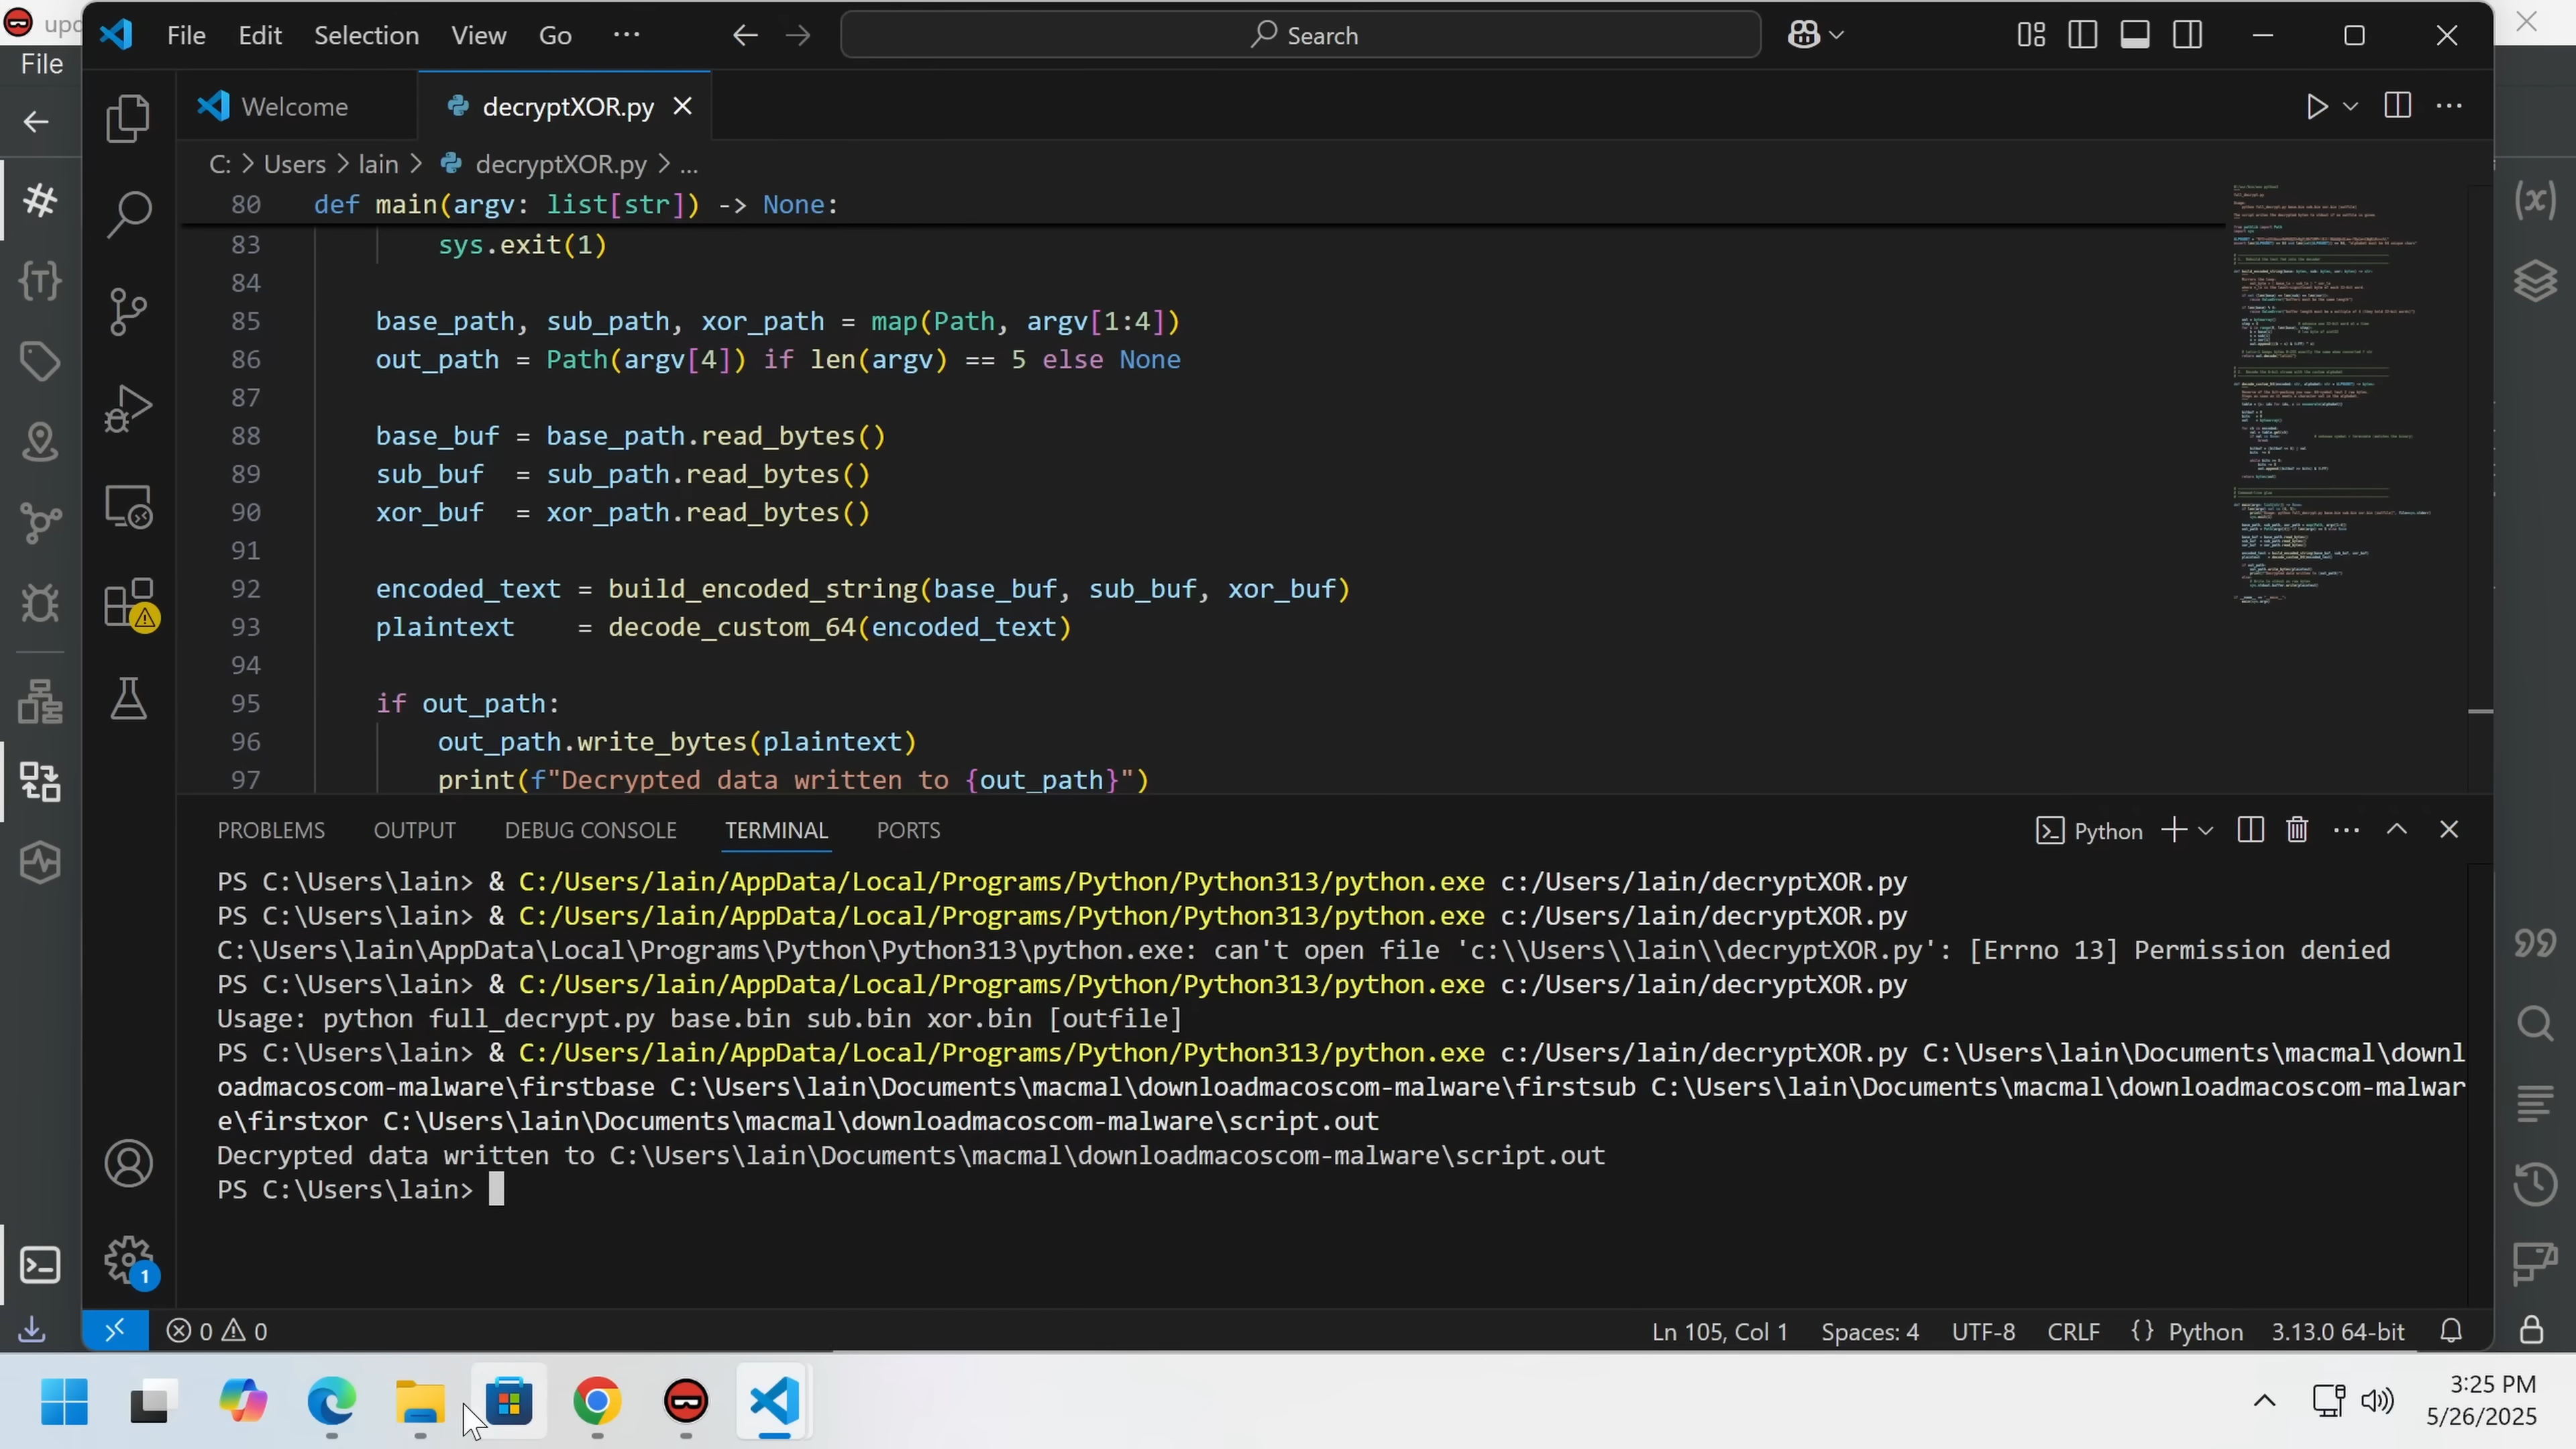 upd
File
File Edit Selection View Go ··· Search
Welcome decryptXOR.py
C: > Users > lain > decryptXOR.py > ...
80 def main(argv: list[str]) -> None:
83 sys.exit(1)
84
85 base_path, sub_path, xor_path = map(Path, argv[1:4])
86 out_path = Path(argv[4]) if len(argv) == 5 else None
87
88 base_buf = base_path.read_bytes()
89 sub_buf  = sub_path.read_bytes()
90 xor_buf  = xor_path.read_bytes()
91
92 encoded_text = build_encoded_string(base_buf, sub_buf, xor_buf)
93 plaintext    = decode_custom_64(encoded_text)
94
95 if out_path:
96 out_path.write_bytes(plaintext)
97 print(f"Decrypted data written to {out_path}")
PROBLEMS OUTPUT DEBUG CONSOLE TERMINAL PORTS Python
PS C:\Users\lain> & C:/Users/lain/AppData/Local/Programs/Python/Python313/python.exe c:/Users/lain/decryptXOR.py
PS C:\Users\lain> & C:/Users/lain/AppData/Local/Programs/Python/Python313/python.exe c:/Users/lain/decryptXOR.py
C:\Users\lain\AppData\Local\Programs\Python\Python313\python.exe: can't open file 'c:\\Users\\lain\\decryptXOR.py': [Errno 13] Permission denied
PS C:\Users\lain> & C:/Users/lain/AppData/Local/Programs/Python/Python313/python.exe c:/Users/lain/decryptXOR.py
Usage: python full_decrypt.py base.bin sub.bin xor.bin [outfile]
PS C:\Users\lain> & C:/Users/lain/AppData/Local/Programs/Python/Python313/python.exe c:/Users/lain/decryptXOR.py C:\Users\lain\Documents\macmal\downl
oadmacoscom-malware\firstbase C:\Users\lain\Documents\macmal\downloadmacoscom-malware\firstsub C:\Users\lain\Documents\macmal\downloadmacoscom-malwar
e\firstxor C:\Users\lain\Documents\macmal\downloadmacoscom-malware\script.out
Decrypted data written to C:\Users\lain\Documents\macmal\downloadmacoscom-malware\script.out
PS C:\Users\lain>
1
0 0 Ln 105, Col 1 Spaces: 4 UTF-8 CRLF {} Python 3.13.0 64-bit
3:25 PM
5/26/2025